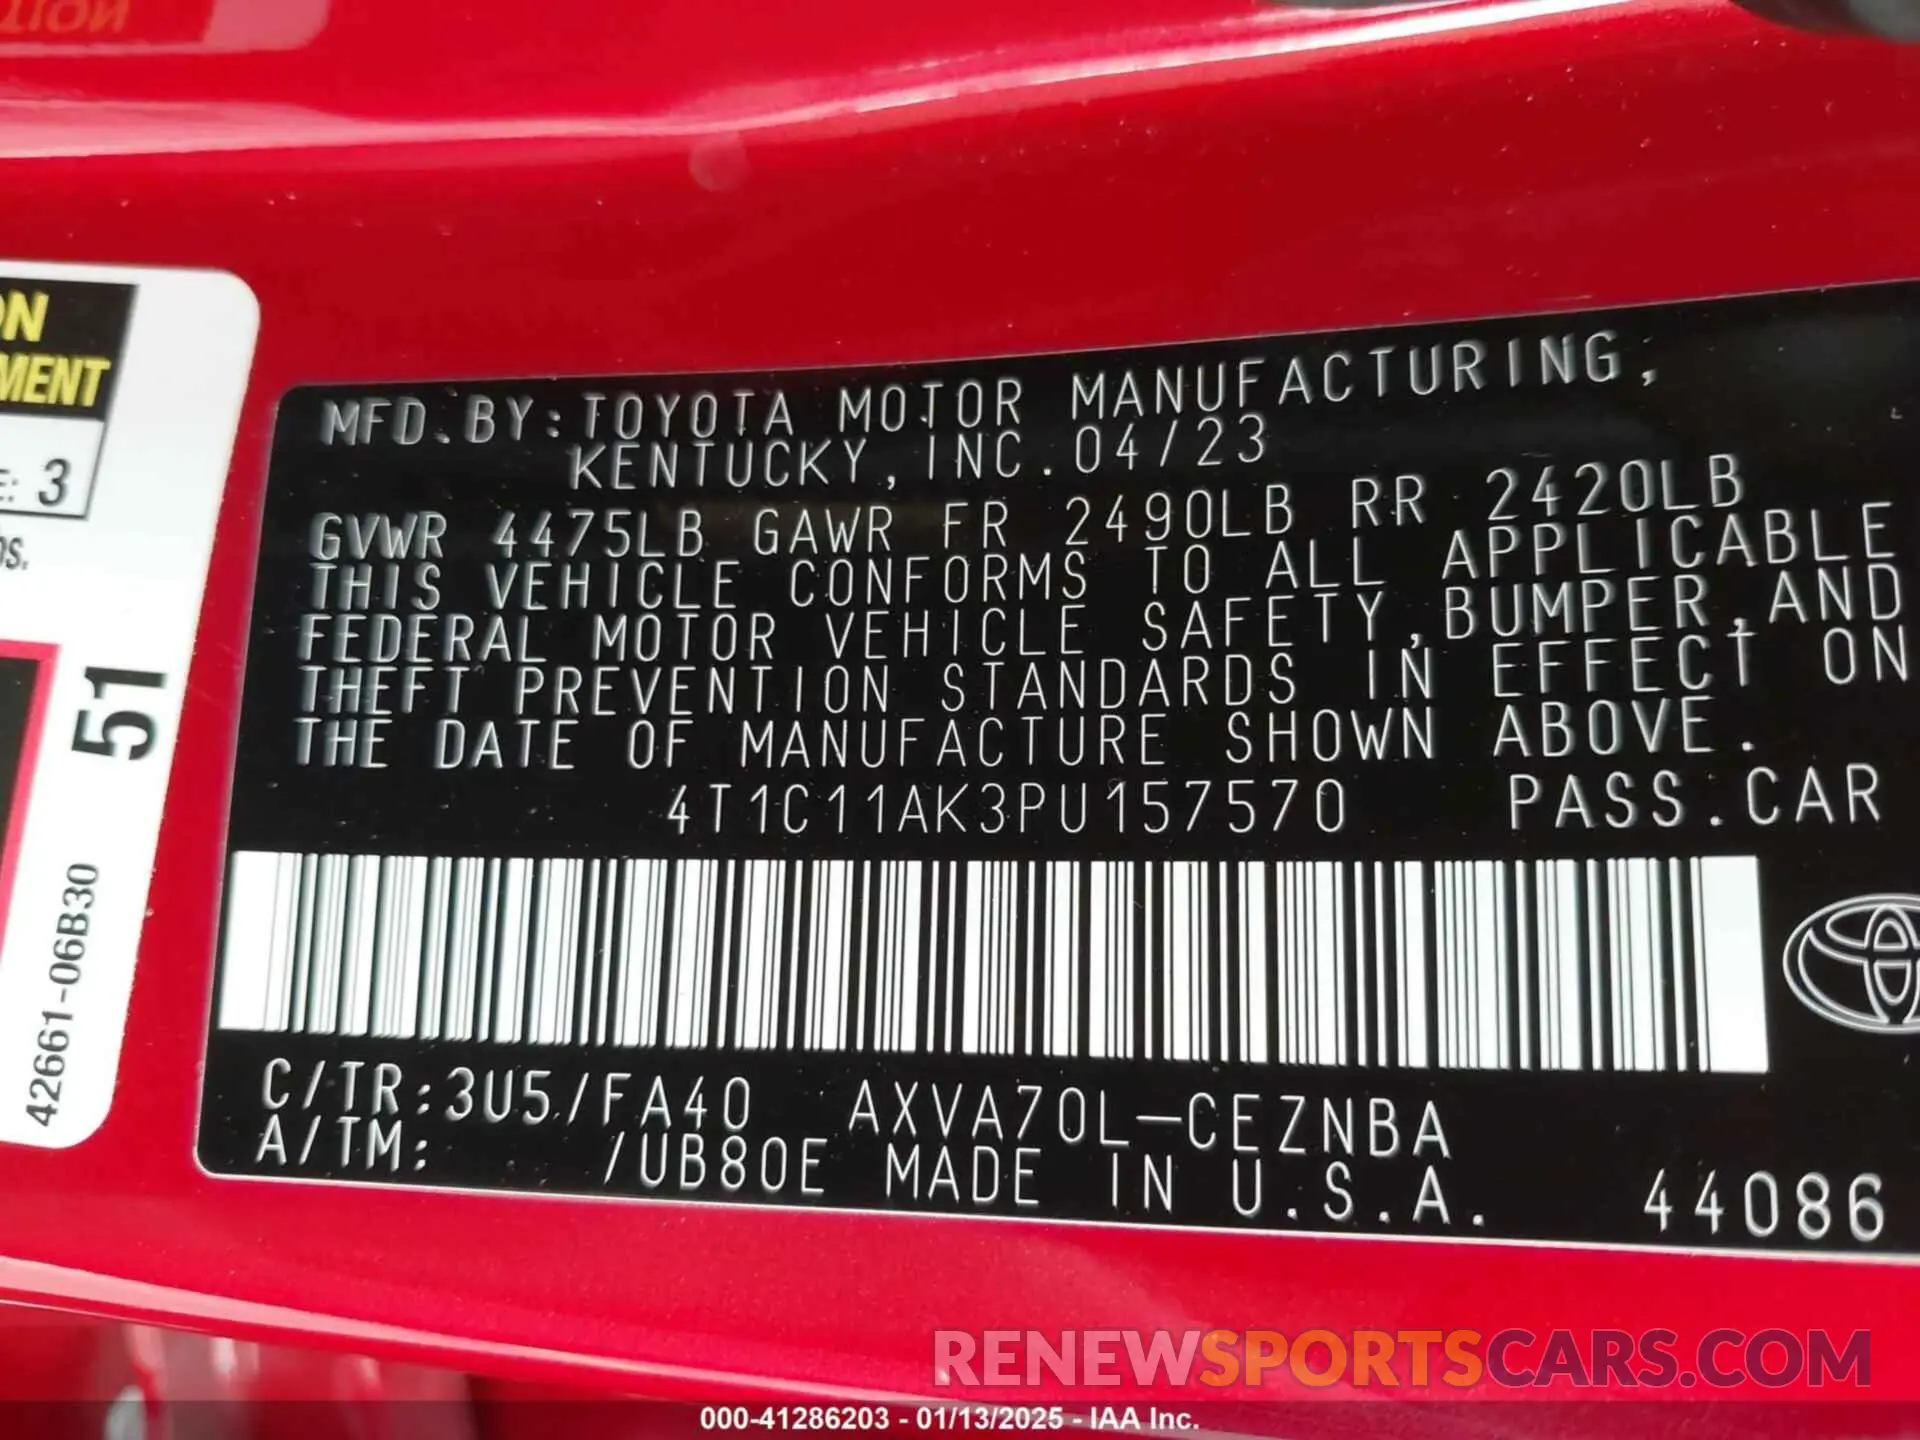 ON
MENT
E: 3
OS.
51
42661-06B30
MFD.BY:TOYOTA MOTOR MANUFACTURING,
KENTUCKY,INC.04/23
GVWR 4475LB GAWR FR 2490LB RR 2420LB
THIS VEHICLE CONFORMS TO ALL APPLICABLE
FEDERAL MOTOR VEHICLE SAFETY,BUMPER,AND
THEFT PREVENTION STANDARDS IN EFFECT ON
THE DATE OF MANUFACTURE SHOWN ABOVE.
4T1C11AK3PU157570 PASS.CAR
C/TR:3U5/FA40 AXVA70L-CEZNBA
A/TM: /UB80E MADE IN U.S.A. 44086
RENEWSPORTSCARS.COM
000-41286203 - 01/13/2025 - IAA Inc.